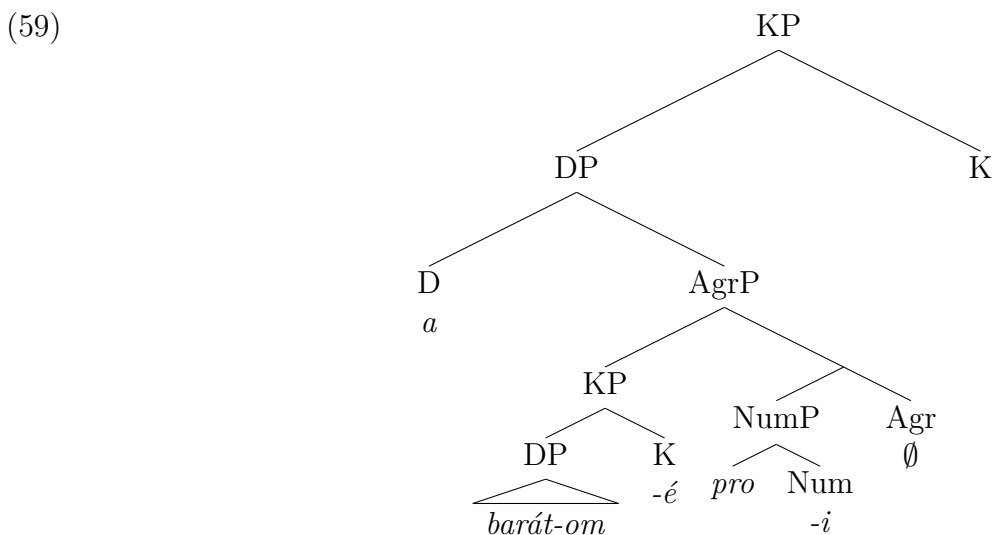 (59)
KP
DP K
D AgrP
a
KP
NumP Agr
∅
DP K
-é pro Num
barát-om -i